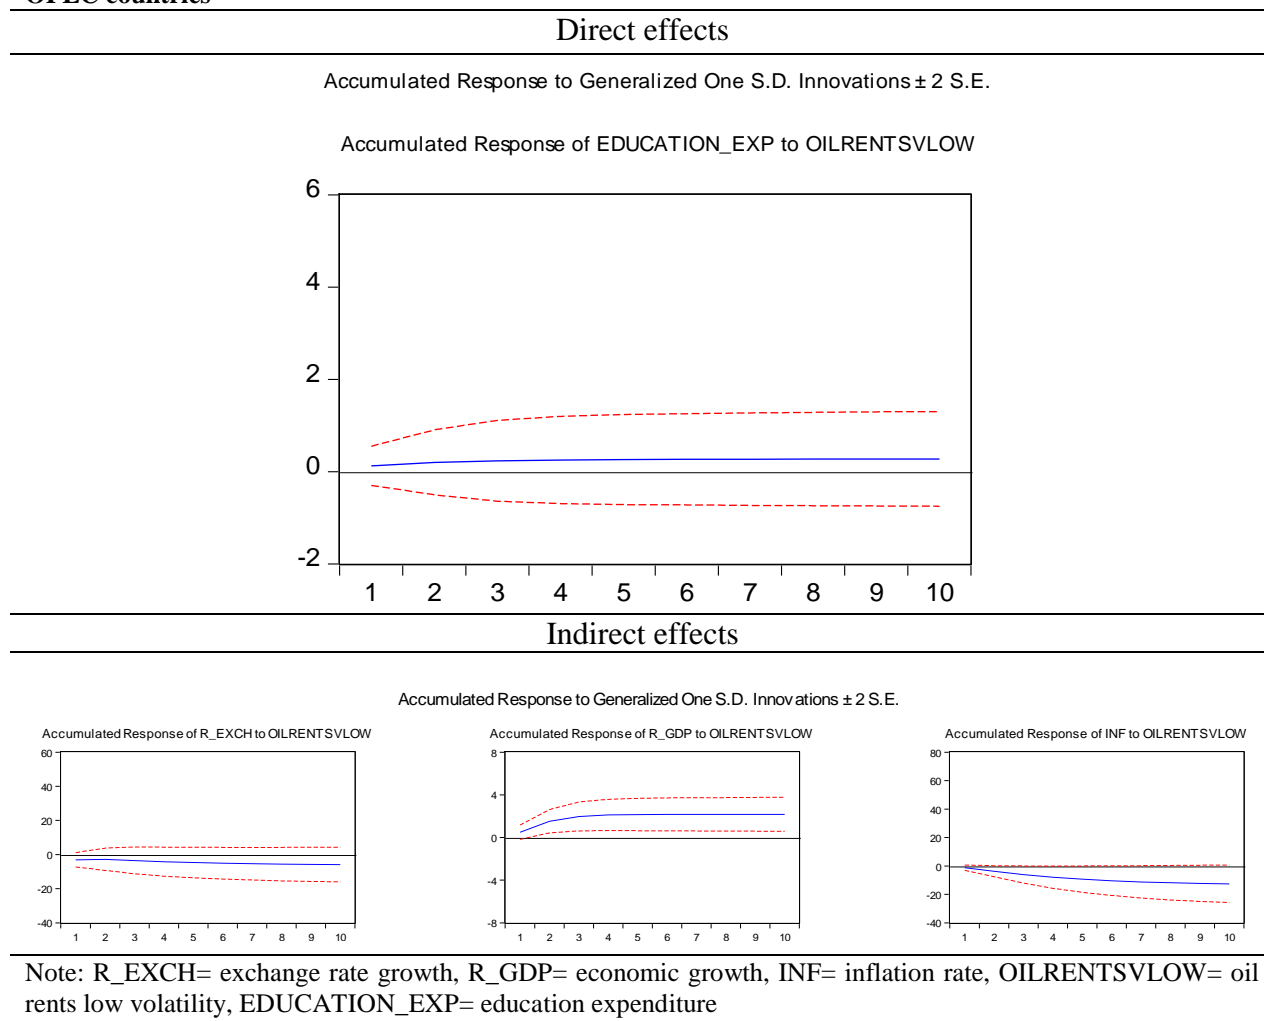 OPEC countries
Direct effects
Accumulated Response to Generalized One S.D. Innovations ± 2 S.E.
Accumulated Response of EDUCATION_EXP to OILRENTSVLOW
6
4
2
0
-2
1 2 3 4 5 6 7 8 9 10
Indirect effects
Accumulated Response to Generalized One S.D. Innovations ± 2 S.E.
Accumulated Response of R_EXCH to OILRENTSVLOW
60
40
20
0
-20
-40
1 2 3 4 5 6 7 8 9 10
Accumulated Response of R_GDP to OILRENTSVLOW
8
4
0
-4
-8
1 2 3 4 5 6 7 8 9 10
Accumulated Response of INF to OILRENTSVLOW
80
60
40
20
0
-20
-40
1 2 3 4 5 6 7 8 9 10
Note: R_EXCH= exchange rate growth, R_GDP= economic growth, INF= inflation rate, OILRENTSVLOW= oil
rents low volatility, EDUCATION_EXP= education expenditure